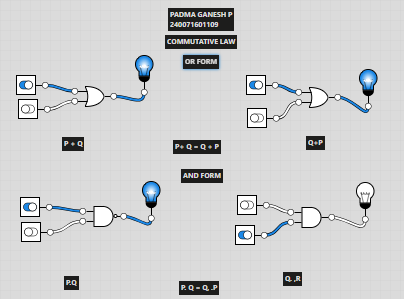 PADMA GANESH P
240071601109
COMMUTATIVE LAW
OR FORM
P + Q
Q+P
P+ Q = Q + P
AND FORM
P.Q
Q. ,R
P. Q = Q, .P